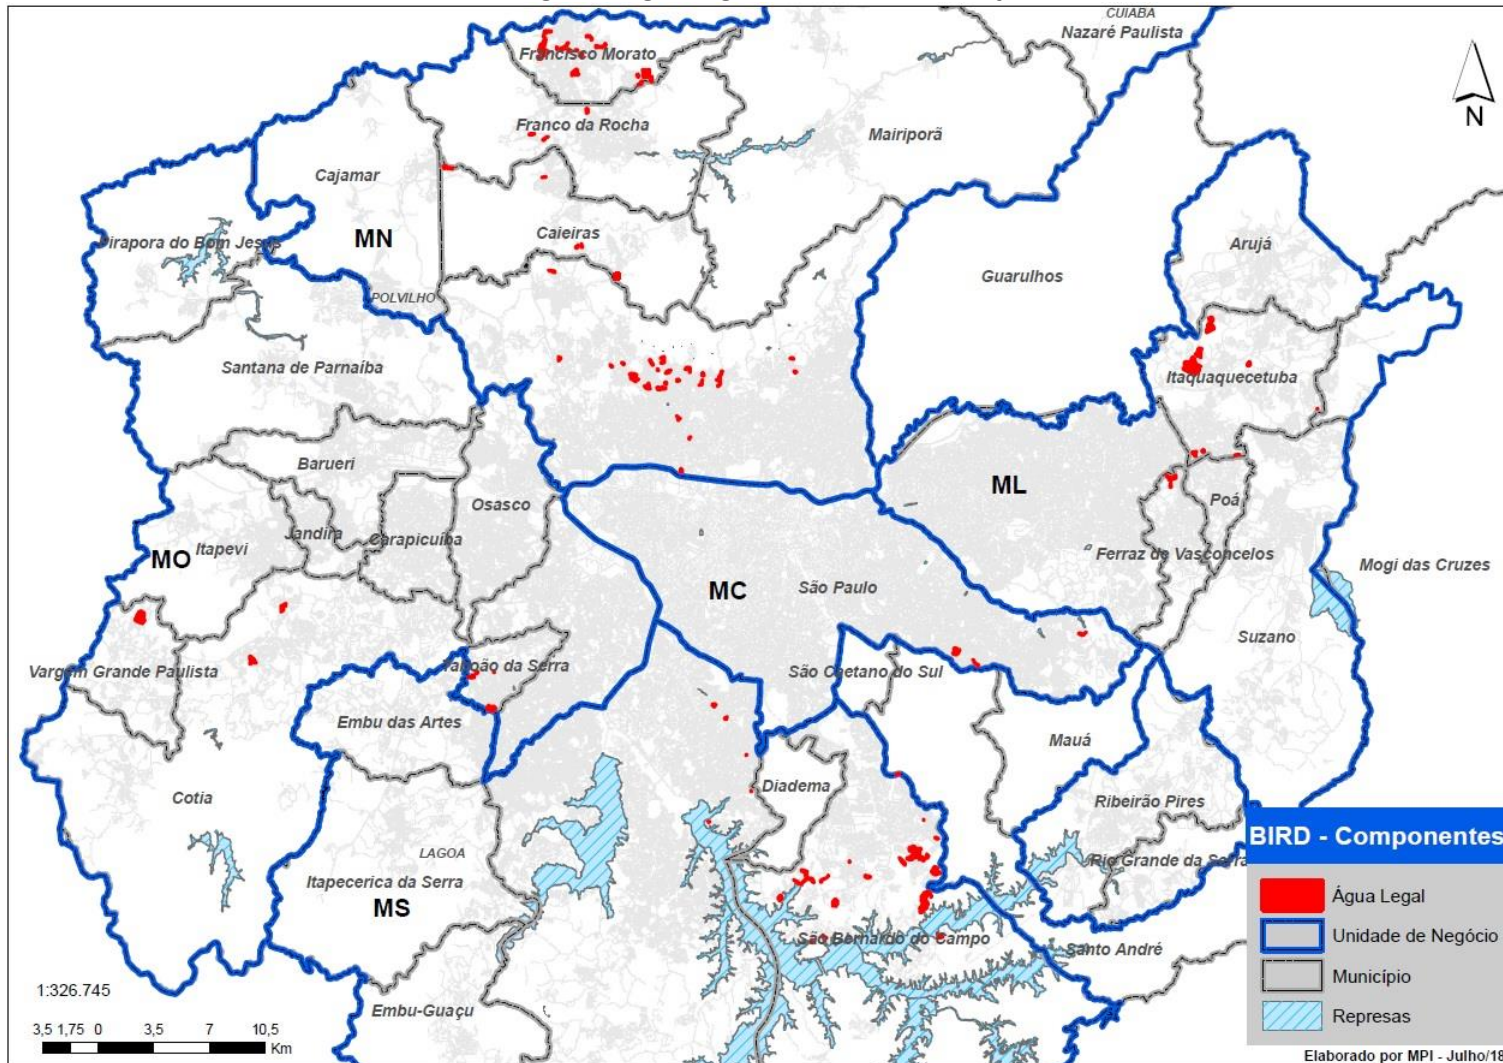 CUIABA
Nazaré Paulista
Francisco Morato
N
Franco da Rocha
Mairiporã
Cajamar
Pirapora do Bom Jesus
MN
Caieiras
Arujá
Guarulhos
POLVILHO
Santana de Parnaíba
Itaquaquecetuba
Barueri
ML
Osasco
Poá
Jandira
Carapicuíba
Itapevi
MO
Ferraz de Vasconcelos
Mogi das Cruzes
MC
São Paulo
Suzano
Vargem Grande Paulista
Taboão da Serra
São Caetano do Sul
Embu das Artes
Mauá
Cotia
Diadema
Ribeirão Pires
LAGOA
Rio Grande da Serra
Itapecerica da Serra
MS
São Bernardo do Campo
Santo André
Embu-Guaçu
BIRD - Componentes
Água Legal
Unidade de Negócio
Município
Represas
1:326.745
3,5 1,75 0 3,5 7 10,5
Km
Elaborado por MPI - Julho/18